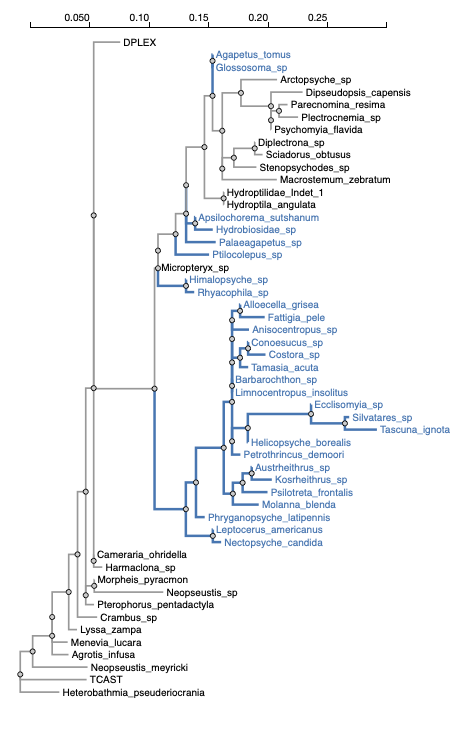 0.050 0.10 0.15 0.20 0.25
DPLEX
Agapetus_tomus
Glossosoma_sp
Arctopsyche_sp
Dipseudopsis_capensis
Parecnomina_resima
Plectrocnemia_sp
Psychomyia_flavida
Diplectrona_sp
Sciadorus_obtusus
Stenopsychodes_sp
Macrostemum_zebratum
Hydroptilidae_Indet_1
Hydroptila_angulata
Apsilochorema_sutshanum
Hydrobiosidae_sp
Palaeagapetus_sp
Ptilocolepus_sp
Micropteryx_sp
Himalopsyche_sp
Rhyacophila_sp
Alloecella_grisea
Fattigia_pele
Anisocentropus_sp
Conoesucus_sp
Costora_sp
Tamasia_acuta
Barbarochthon_sp
Limnocentropus_insolitus
Ecclisomyia_sp
Silvatares_sp
Tascuna_ignota
Helicopsyche_borealis
Petrothrincus_demoori
Austrheithrus_sp
Kosrheithrus_sp
Psilotreta_frontalis
Molanna_blenda
Phryganopsyche_latipennis
Leptocerus_americanus
Nectopsyche_candida
Cameraria_ohridella
Harmaclona_sp
Morpheis_pyracmon
Neopseustis_sp
Pterophorus_pentadactyla
Crambus_sp
Lyssa_zampa
Menevia_lucara
Agrotis_infusa
Neopseustis_meyricki
TCAST
Heterobathmia_pseuderiocrania